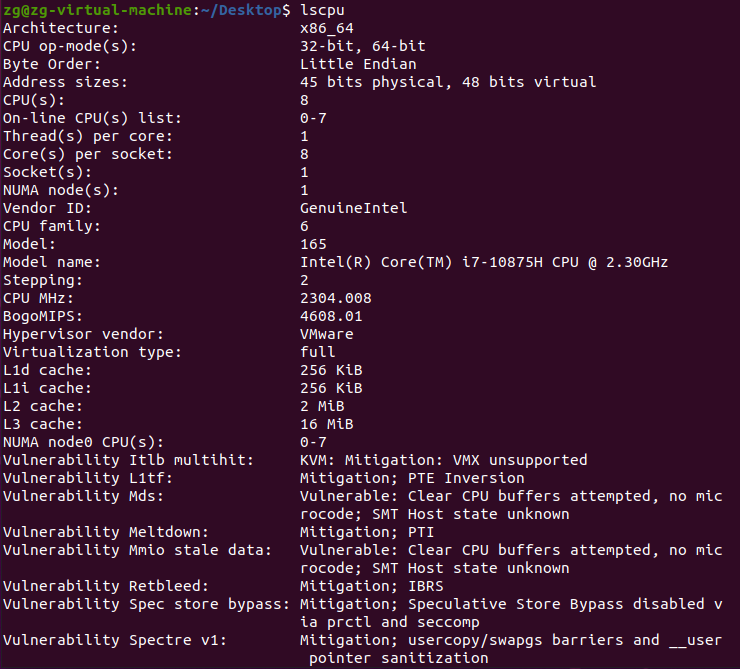 zg@zg-virtual-machine:~/Desktop$ lscpu
Architecture: x86_64
CPU op-mode(s): 32-bit, 64-bit
Byte Order: Little Endian
Address sizes: 45 bits physical, 48 bits virtual
CPU(s): 8
On-line CPU(s) list: 0-7
Thread(s) per core: 1
Core(s) per socket: 8
Socket(s): 1
NUMA node(s): 1
Vendor ID: GenuineIntel
CPU family: 6
Model: 165
Model name: Intel(R) Core(TM) i7-10875H CPU @ 2.30GHz
Stepping: 2
CPU MHz: 2304.008
BogoMIPS: 4608.01
Hypervisor vendor: VMware
Virtualization type: full
L1d cache: 256 KiB
L1i cache: 256 KiB
L2 cache: 2 MiB
L3 cache: 16 MiB
NUMA node0 CPU(s): 0-7
Vulnerability Itlb multihit: KVM: Mitigation: VMX unsupported
Vulnerability L1tf: Mitigation; PTE Inversion
Vulnerability Mds: Vulnerable: Clear CPU buffers attempted, no mic
rocode; SMT Host state unknown
Vulnerability Meltdown: Mitigation; PTI
Vulnerability Mmio stale data: Vulnerable: Clear CPU buffers attempted, no mic
rocode; SMT Host state unknown
Vulnerability Retbleed: Mitigation; IBRS
Vulnerability Spec store bypass: Mitigation; Speculative Store Bypass disabled v
ia prctl and seccomp
Vulnerability Spectre v1: Mitigation; usercopy/swapgs barriers and __user
pointer sanitization